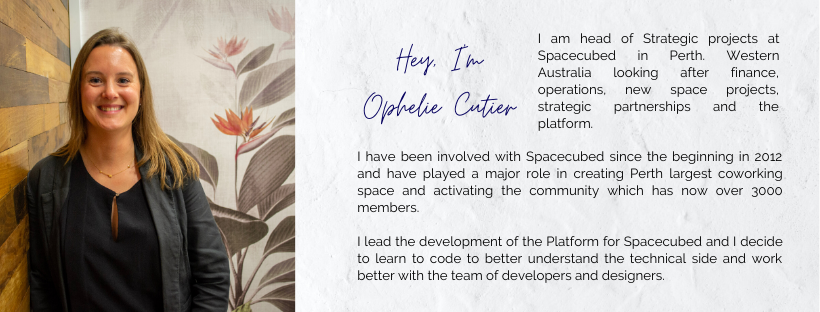 Hey, I'm
Ophelie Cutier
I am head of Strategic projects at
Spacecubed in Perth. Western
Australia looking after finance,
operations, new space projects,
strategic partnerships and the
platform.
I have been involved with Spacecubed since the beginning in 2012
and have played a major role in creating Perth largest coworking
space and activating the community which has now over 3000
members.
I lead the development of the Platform for Spacecubed and I decide
to learn to code to better understand the technical side and work
better with the team of developers and designers.